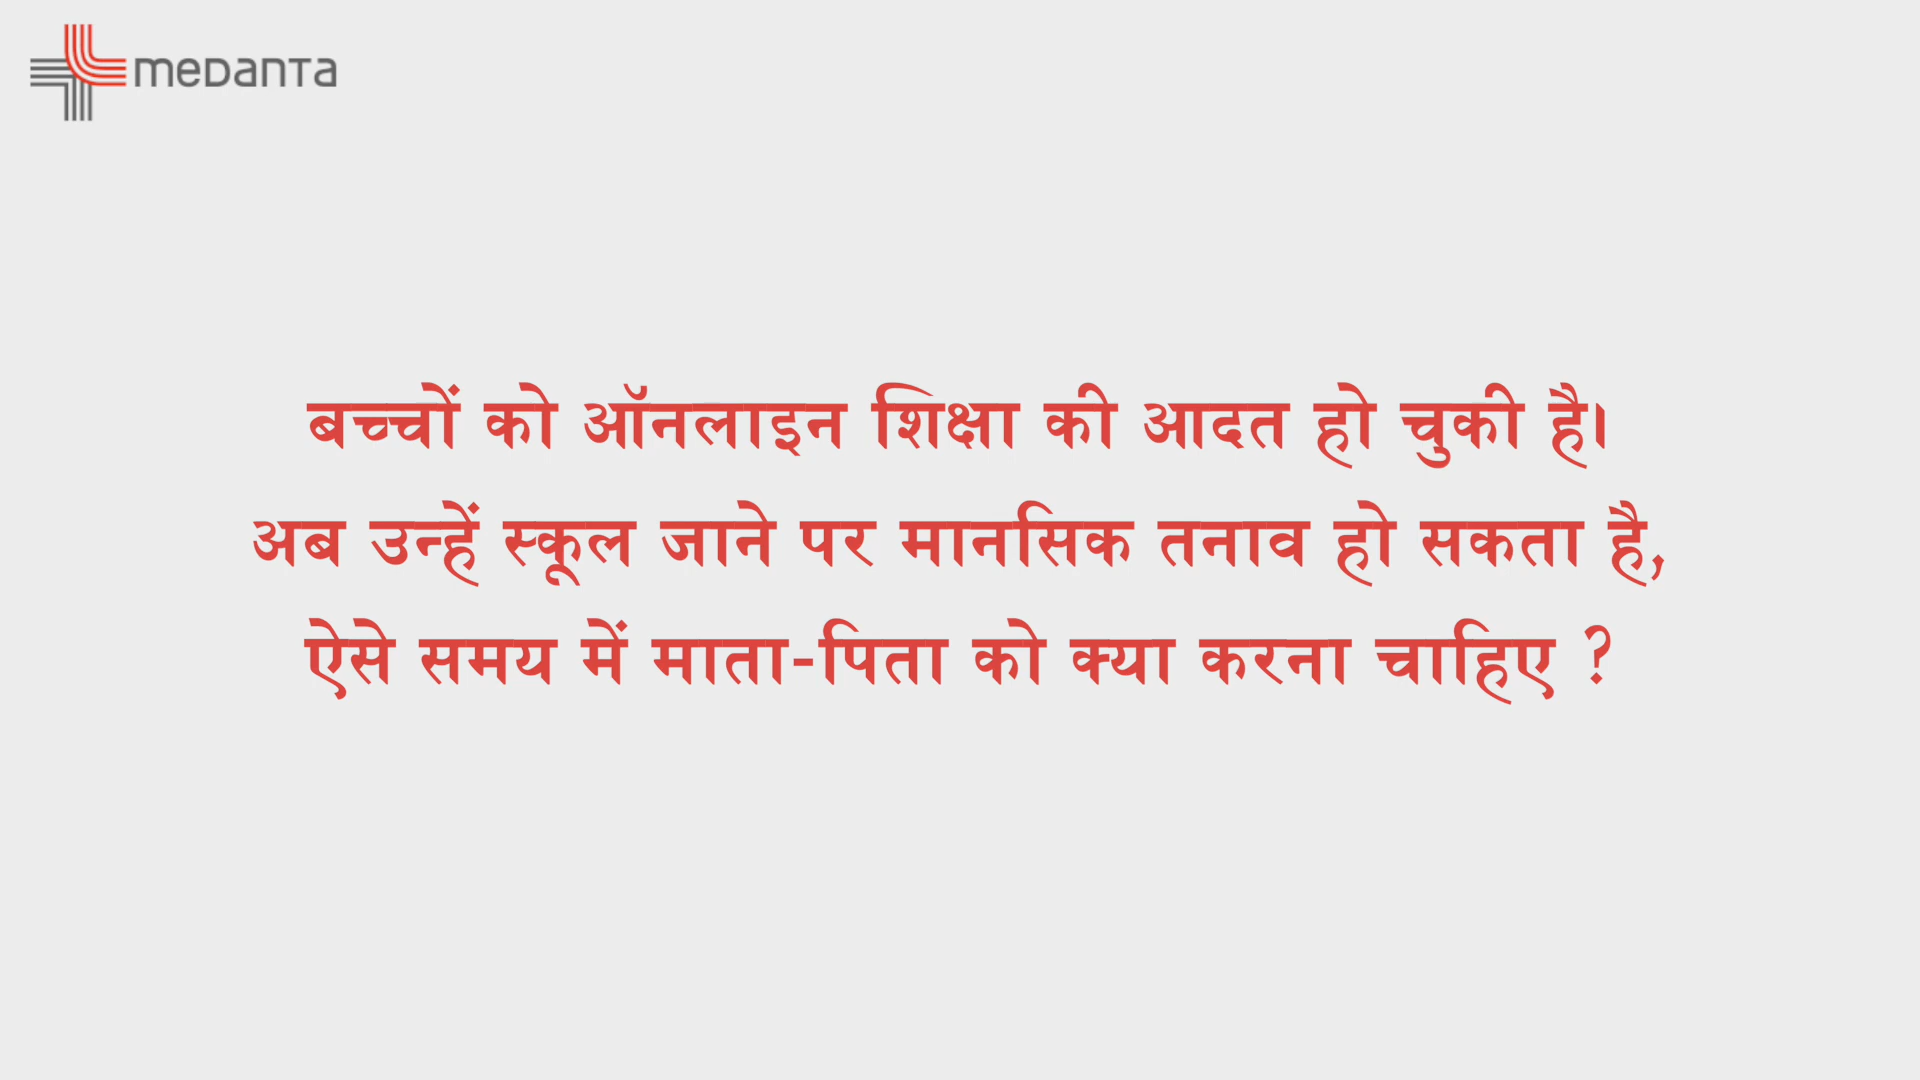 medanta
बच्चों को ऑनलाइन शिक्षा की आदत हो चुकी है।
अब उन्हें स्कूल जाने पर मानसिक तनाव हो सकता है,
ऐसे समय में माता-पिता को क्या करना चाहिए ?